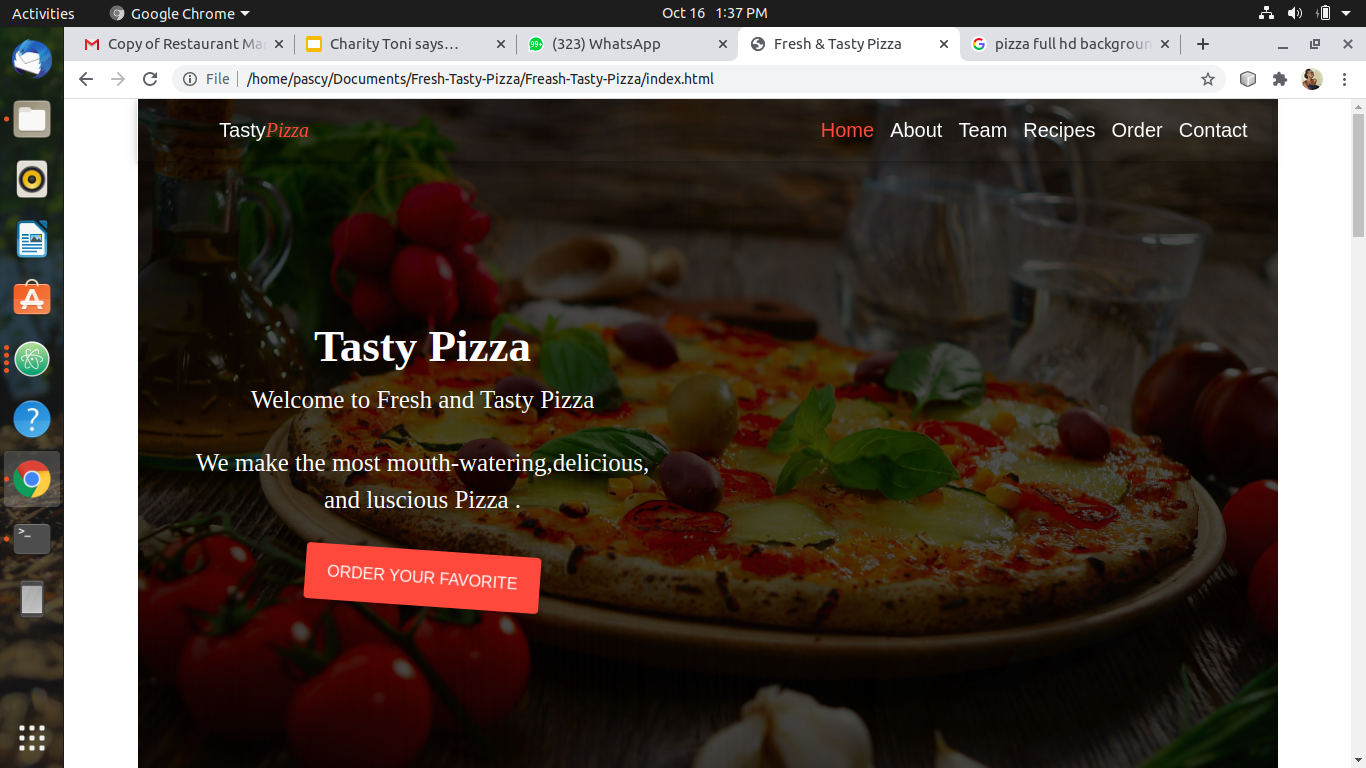 Activities Google Chrome Oct 16 1:37 PM
Copy of Restaurant Ma Charity Toni says… 99+ (323) WhatsApp Fresh & Tasty Pizza pizza full hd backgroun
File /home/pascy/Documents/Fresh-Tasty-Pizza/Freash-Tasty-Pizza/index.html
TastyPizza Home About Team Recipes Order Contact
Tasty Pizza
Welcome to Fresh and Tasty Pizza
We make the most mouth-watering,delicious,
and luscious Pizza .
ORDER YOUR FAVORITE